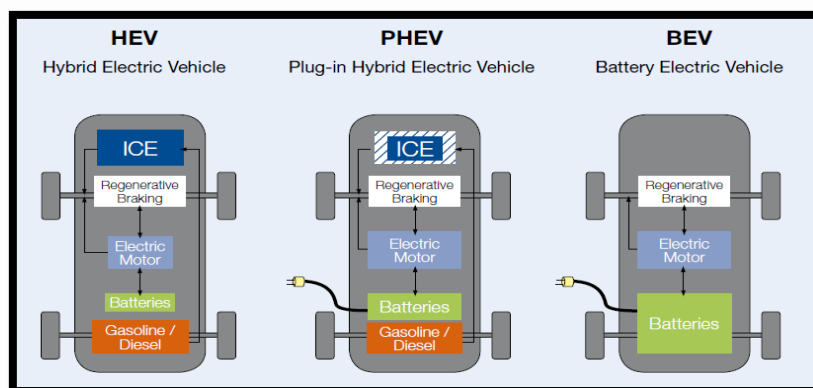 HEV
Hybrid Electric Vehicle
ICE
Regenerative
Braking
Electric
Motor
Batteries
Gasoline /
Diesel
PHEV
Plug-in Hybrid Electric Vehicle
ICE
Regenerative
Braking
Electric
Motor
Batteries
Gasoline /
Diesel
BEV
Battery Electric Vehicle
Regenerative
Braking
Electric
Motor
Batteries